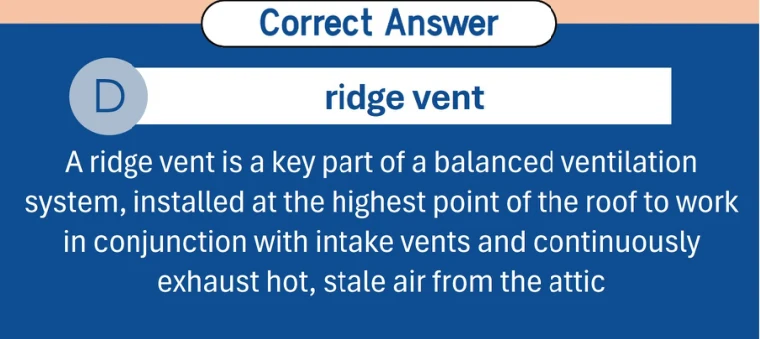 Correct Answer
D
ridge vent
A ridge vent is a key part of a balanced ventilation
system, installed at the highest point of the roof to work
in conjunction with intake vents and continuously
exhaust hot, stale air from the attic